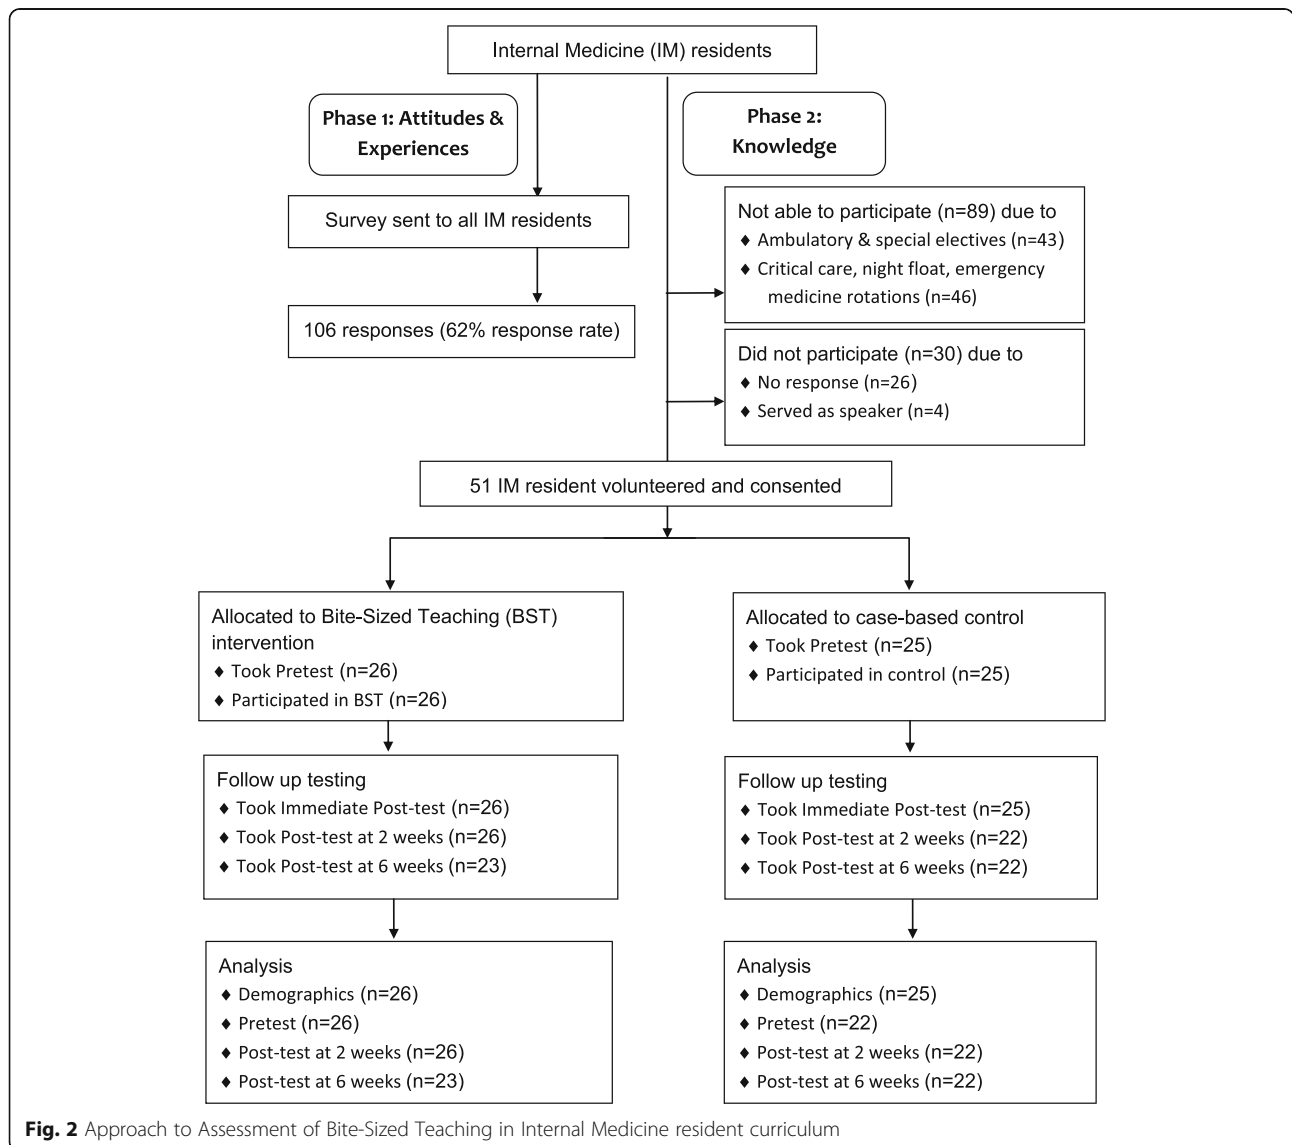 Internal Medicine (IM) residents
Phase 1: Attitudes &
Experiences
Phase 2:
Knowledge
Survey sent to all IM residents
106 responses (62% response rate)
Not able to participate (n=89) due to
♦ Ambulatory & special electives (n=43)
♦ Critical care, night float, emergency
medicine rotations (n=46)
Did not participate (n=30) due to
♦ No response (n=26)
♦ Served as speaker (n=4)
51 IM resident volunteered and consented
Allocated to Bite-Sized Teaching (BST)
intervention
♦ Took Pretest (n=26)
♦ Participated in BST (n=26)
Allocated to case-based control
♦ Took Pretest (n=25)
♦ Participated in control (n=25)
Follow up testing
♦ Took Immediate Post-test (n=26)
♦ Took Post-test at 2 weeks (n=26)
♦ Took Post-test at 6 weeks (n=23)
Follow up testing
♦ Took Immediate Post-test (n=25)
♦ Took Post-test at 2 weeks (n=22)
♦ Took Post-test at 6 weeks (n=22)
Analysis
♦ Demographics (n=26)
♦ Pretest (n=26)
♦ Post-test at 2 weeks (n=26)
♦ Post-test at 6 weeks (n=23)
Analysis
♦ Demographics (n=25)
♦ Pretest (n=22)
♦ Post-test at 2 weeks (n=22)
♦ Post-test at 6 weeks (n=22)
Fig. 2 Approach to Assessment of Bite-Sized Teaching in Internal Medicine resident curriculum